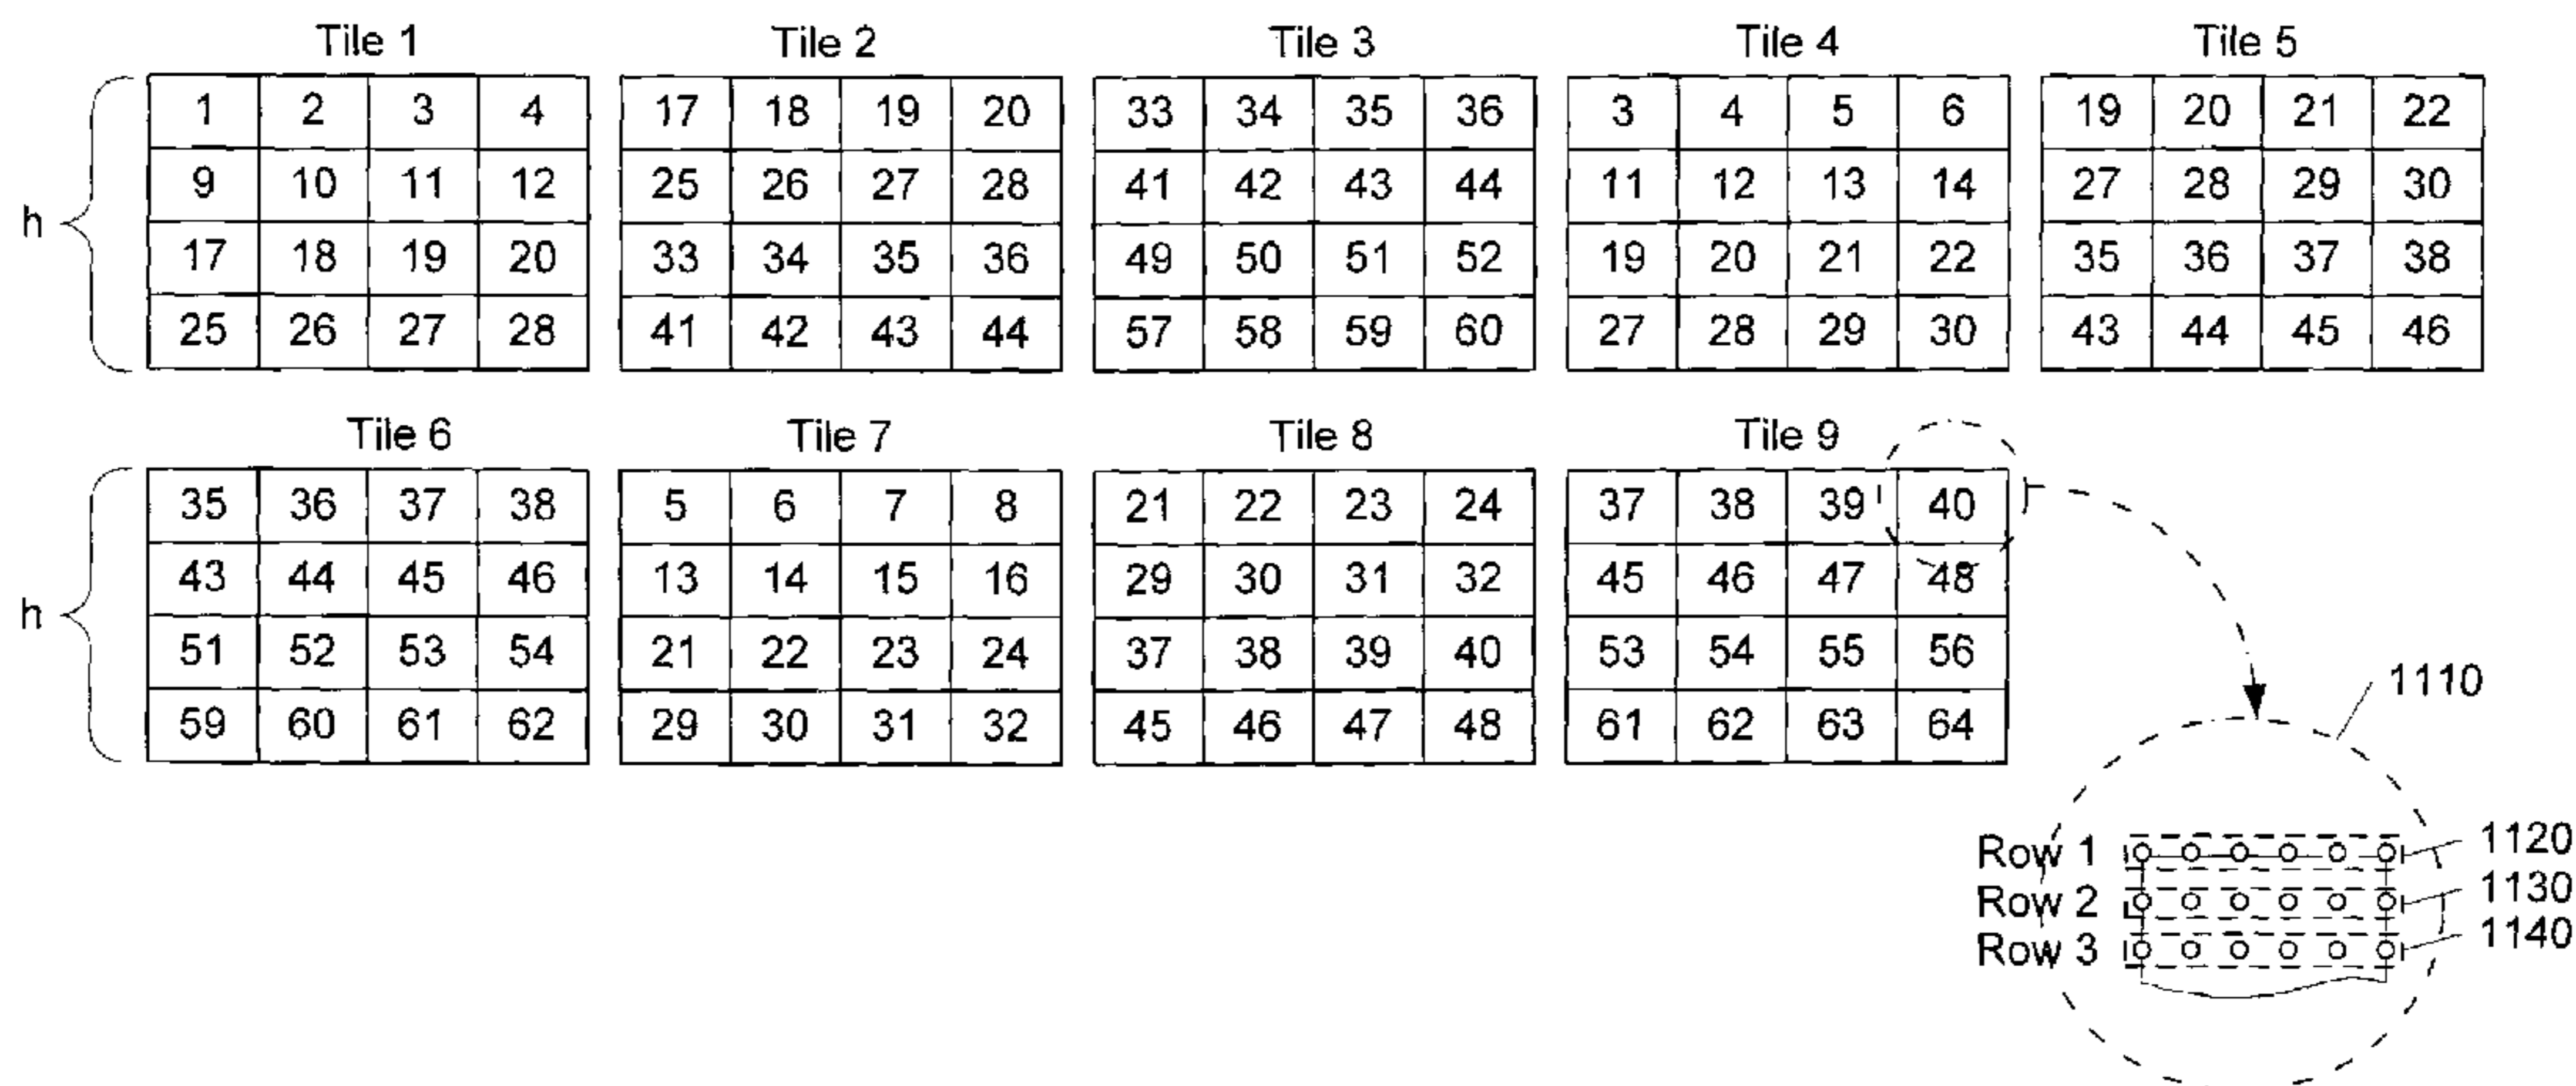 Tile 1 Tile 2 Tile 3 Tile 4 Tile 5
1 2 3 4 17 18 19 20 33 34 35 36 3 4 5 6 19 20 21 22
9 10 11 12 25 26 27 28 41 42 43 44 11 12 13 14 27 28 29 30
h
17 18 19 20 33 34 35 36 49 50 51 52 19 20 21 22 35 36 37 38
25 26 27 28 41 42 43 44 57 58 59 60 27 28 29 30 43 44 45 46
Tile 6 Tile 7 Tile 8 Tile 9
35 36 37 38 5 6 7 8 21 22 23 24 37 38 39 40
43 44 45 46 13 14 15 16 29 30 31 32 45 46 47 48
h
51 52 53 54 21 22 23 24 37 38 39 40 53 54 55 56
59 60 61 62 29 30 31 32 45 46 47 48 61 62 63 64
1110
Row 1 1120
Row 2 1130
Row 3 1140